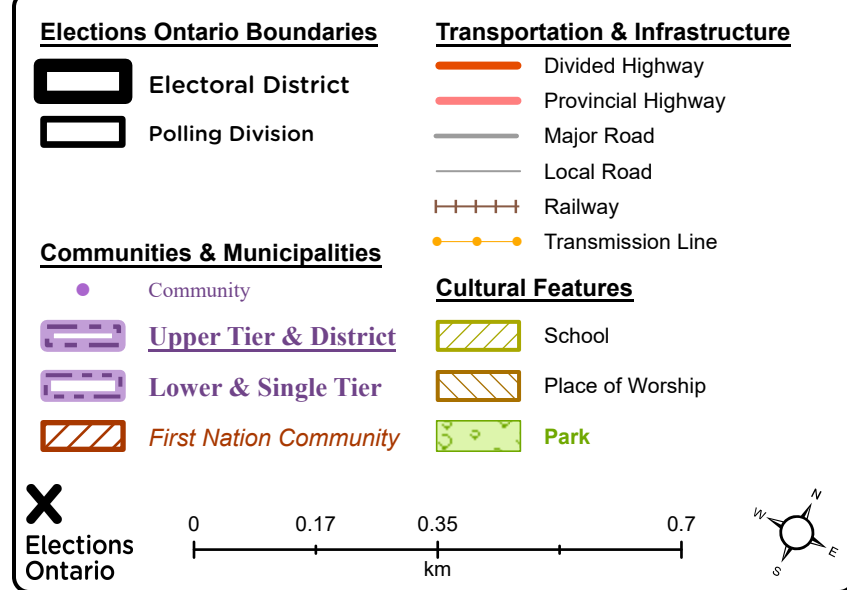 Elections Ontario Boundaries
Electoral District
Polling Division
Communities & Municipalities
Community
Upper Tier & District
Lower & Single Tier
First Nation Community
Transportation & Infrastructure
Divided Highway
Provincial Highway
Major Road
Local Road
Railway
Transmission Line
Cultural Features
School
Place of Worship
Park
Elections
Ontario
0 0.17 0.35 0.7
km
N
W
E
S